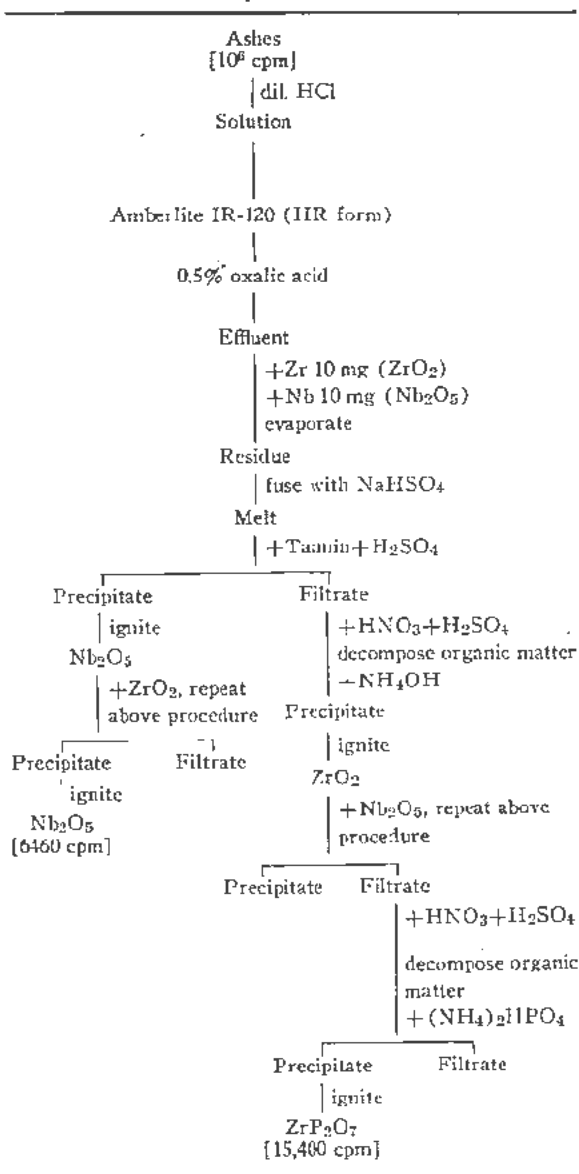 Ashes
[10⁶ cpm]
dil. HCl
Solution
Amberlite IR-120 (HR form)
0.5% oxalic acid
Effluent
+Zr 10 mg (ZrO₂)
+Nb 10 mg (Nb₂O₅)
evaporate
Residue
fuse with NaHSO₄
Melt
+Tannin+H₂SO₄
Precipitate
ignite
Nb₂O₅
+ZrO₂, repeat
above procedure
Precipitate Filtrate
ignite
Nb₂O₅
[6460 cpm]
Filtrate
+HNO₃+H₂SO₄
decompose organic matter
+NH₄OH
Precipitate
ignite
ZrO₂
+Nb₂O₅, repeat above
procedure
Precipitate Filtrate
+HNO₃+H₂SO₄
decompose organic
matter
+(NH₄)₂HPO₄
Precipitate Filtrate
ignite
ZrP₂O₇
[15,400 cpm]